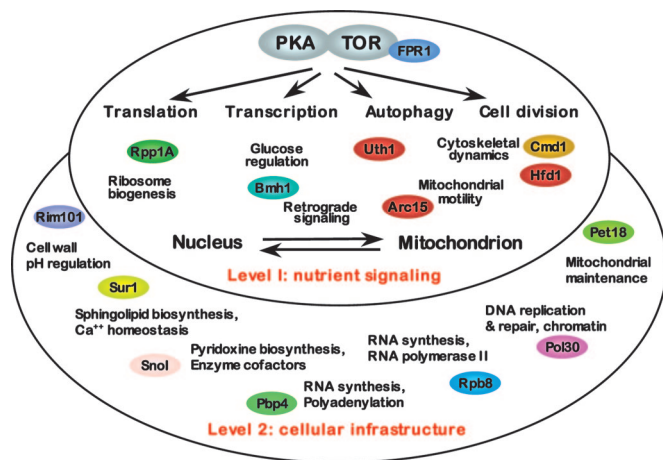 PKA TOR FPR1
Translation Transcription Autophagy Cell division
Rpp1A
Ribosome
biogenesis
Glucose
regulation
Bmh1
Retrograde
signaling
Uth1
Cytoskeletal
dynamics
Cmd1
Hfd1
Mitochondrial
motility
Arc15
Nucleus Mitochondrion
Level I: nutrient signaling
Rim101
Cell wall
pH regulation
Pet18
Mitochondrial
maintenance
Sur1
Sphingolipid biosynthesis,
Ca++ homeostasis
DNA replication
& repair, chromatin
Pol30
Snol
Pyridoxine biosynthesis,
Enzyme cofactors
RNA synthesis,
RNA polymerase II
Rpb8
Pbp4
RNA synthesis,
Polyadenylation
Level 2: cellular infrastructure